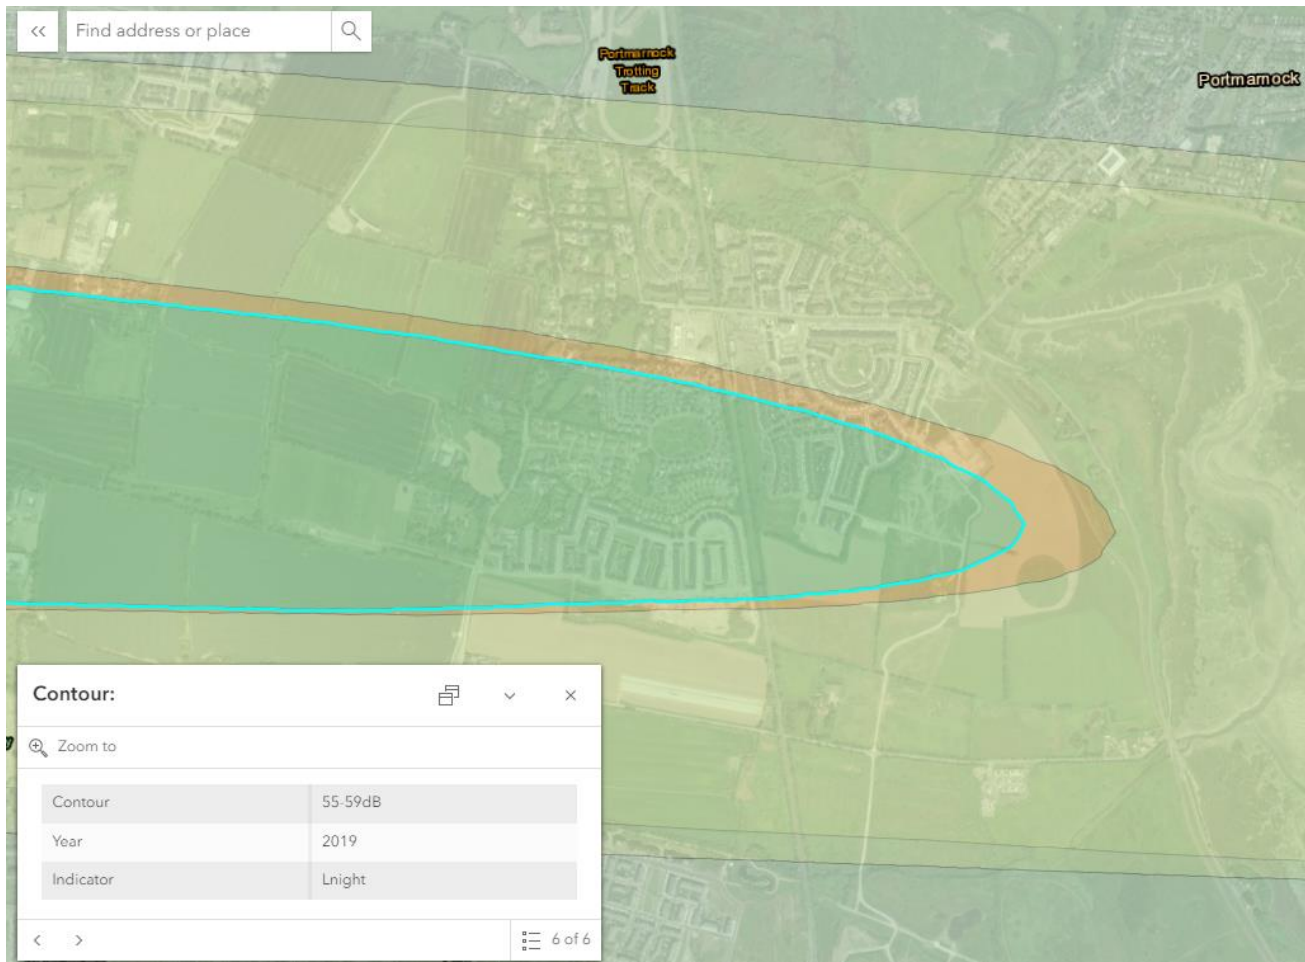 Find address or place
Portmarnock
Trotting
Track
Portmarnock
Contour:
Zoom to
Contour 55-59dB
Year 2019
Indicator Lnight
6 of 6